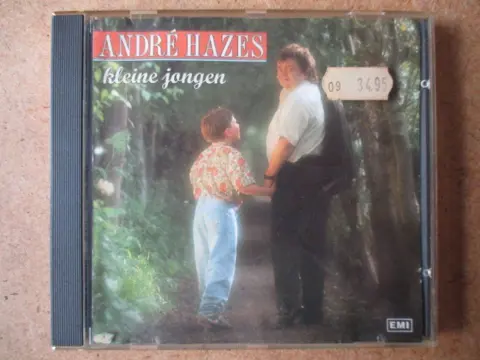 ANDRÉ HAZES
kleine jongen
09 3495
EMI